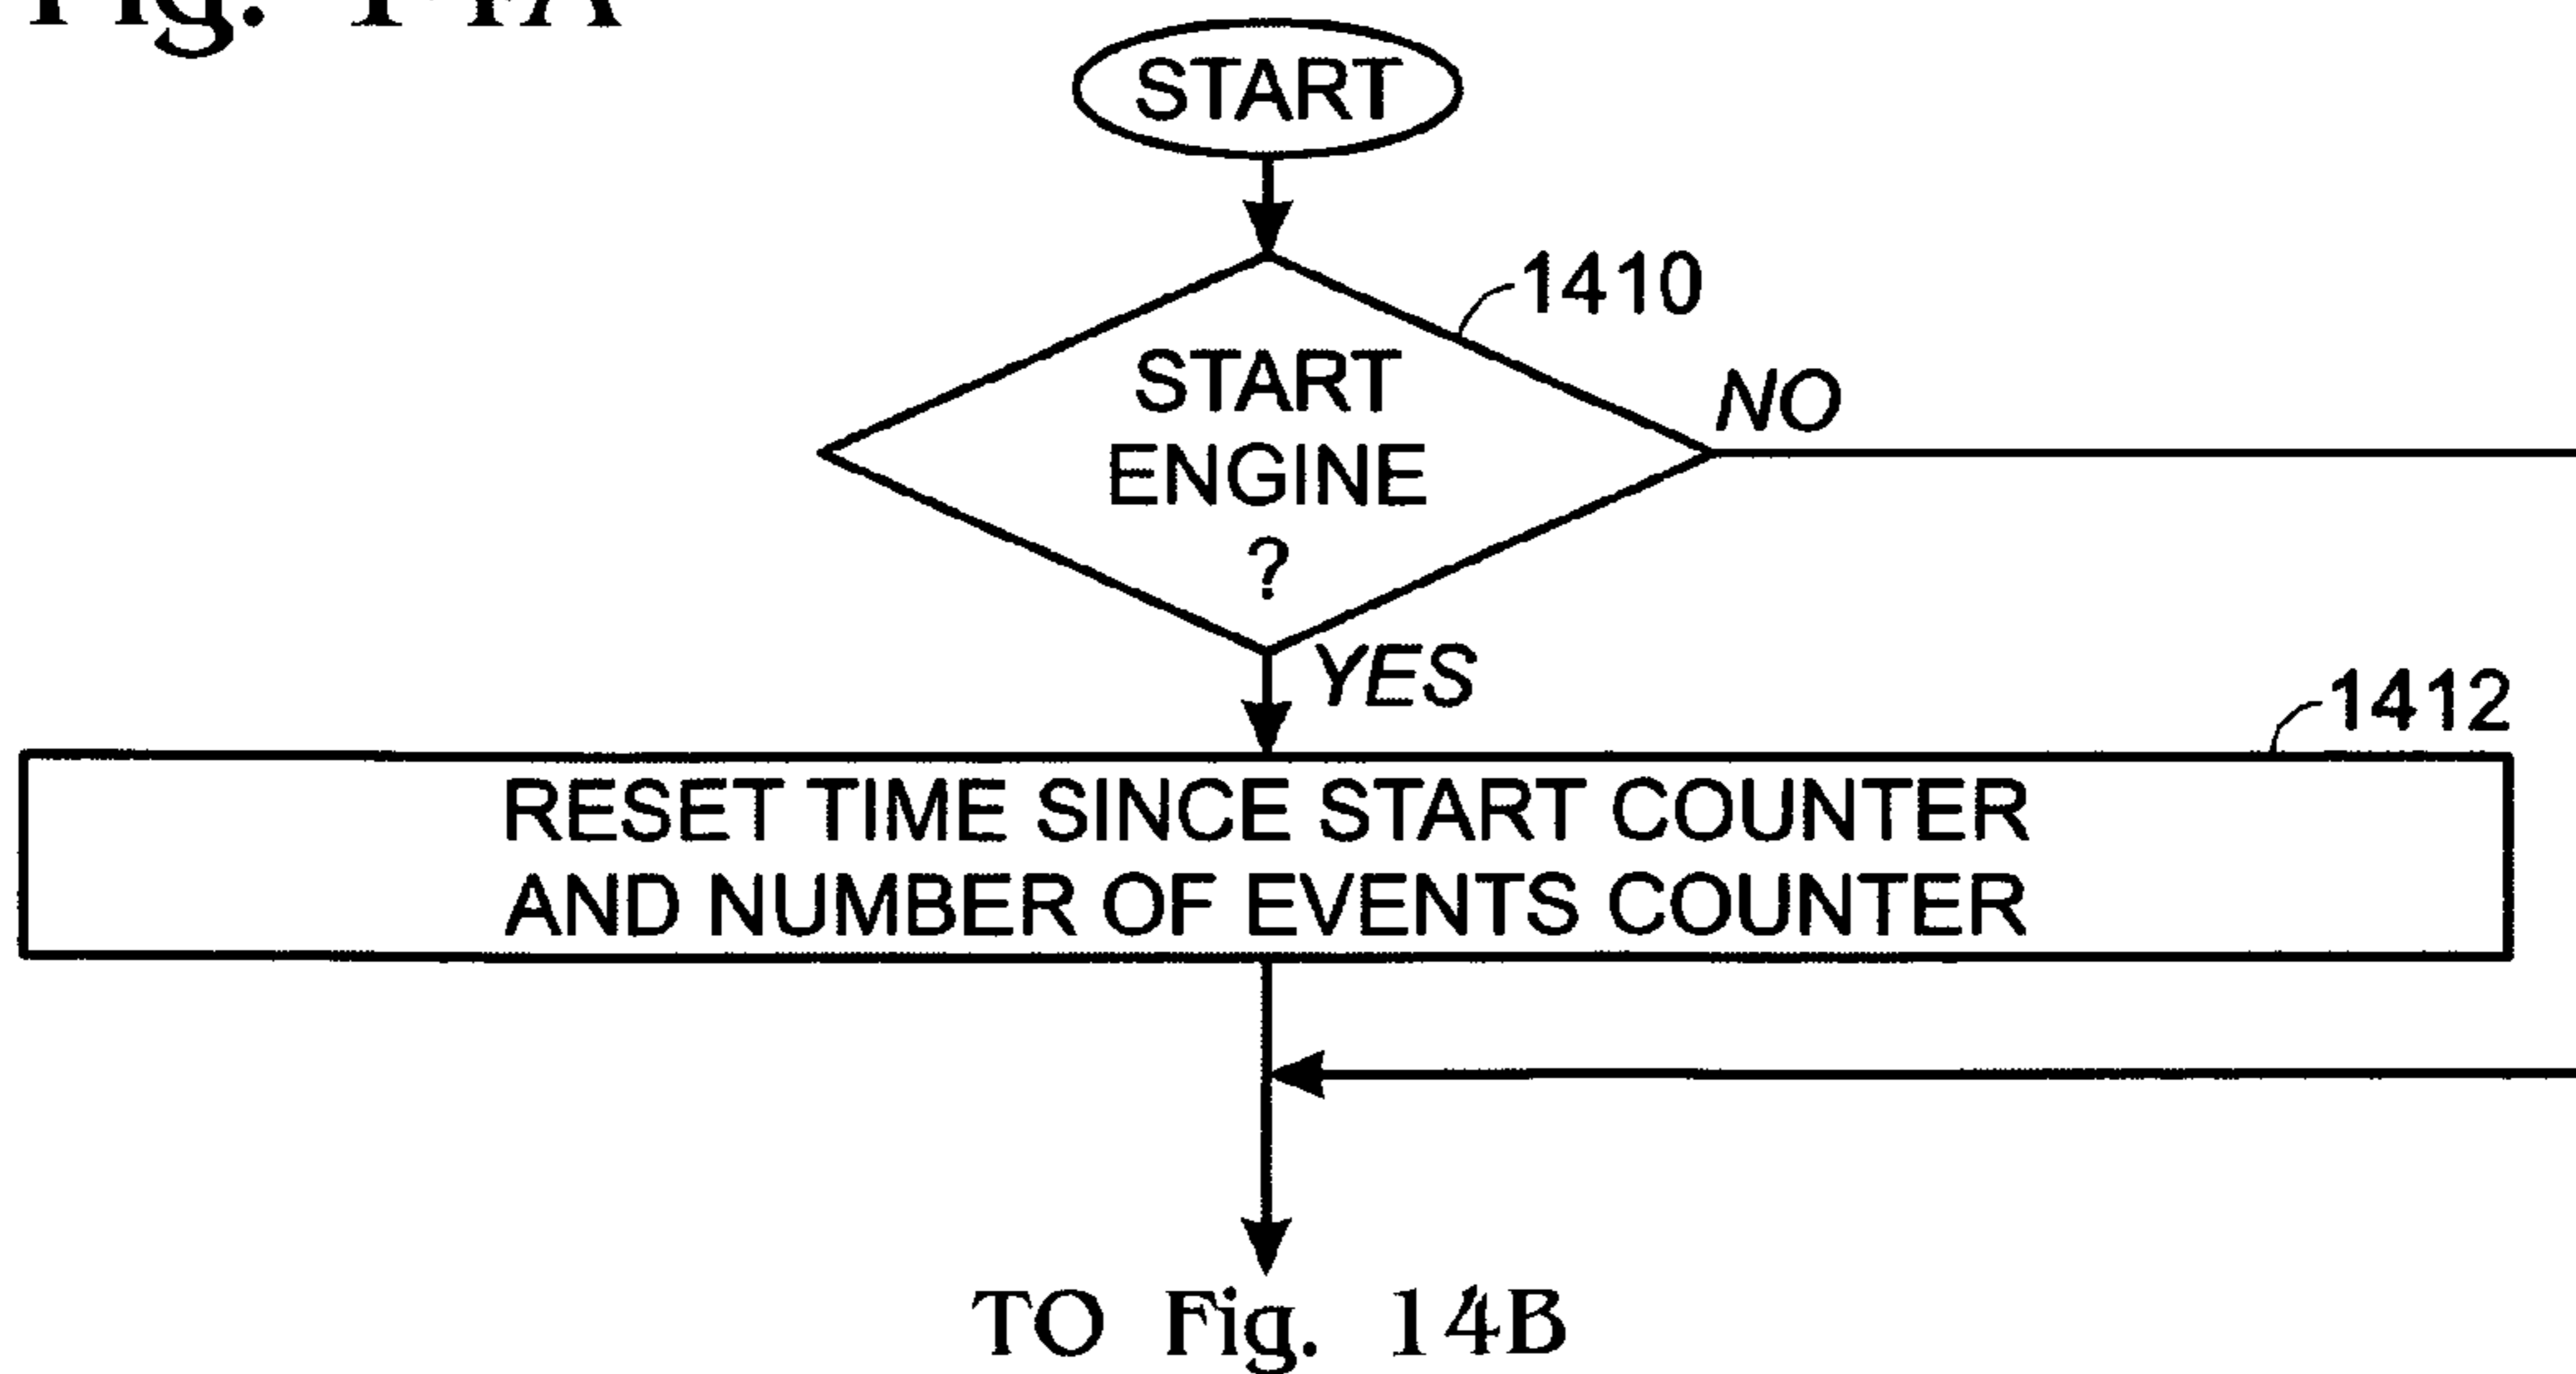 Fig. 14A
START
1410
START
ENGINE
?
NO
YES
1412
RESET TIME SINCE START COUNTER
AND NUMBER OF EVENTS COUNTER
TO Fig. 14B